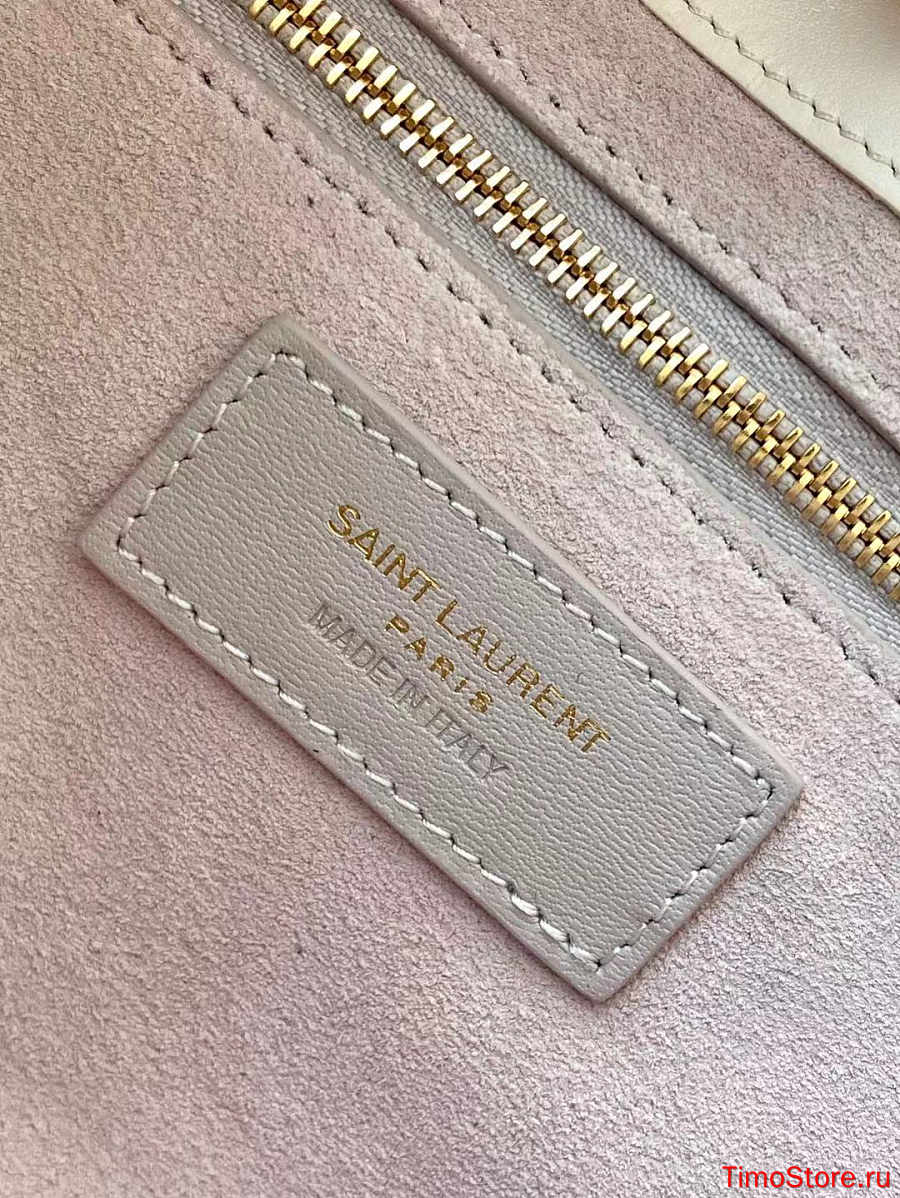 SAINT LAURENT
PARIS
MADE IN ITALY
TimoStore.ru